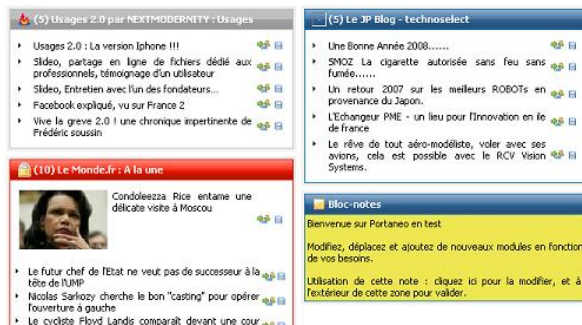 (5) Usages 2.0 par NEXTMODERNITY : Usages
Usages 2.0 : La version Iphone !!!
Slideo, partage en ligne de fichiers dédié aux
professionnels, témoignage d'un utilisateur
Slideo, Entretien avec l'un des fondateurs...
Facebook expliqué, vu sur France 2
Vive la greve 2.0 ! une chronique impertinente de
Frédéric soussin
(10) Le Monde.fr : A la une
Condoleezza Rice entame une
délicate visite à Moscou
Le futur chef de l'Etat ne veut pas de successeur à la
tête de l'UMP
Nicolas Sarkozy cherche le bon "casting" pour opérer
l'ouverture à gauche
Le cycliste Floyd Landis comparaît devant une cour
(5) Le JP Blog - technoselect
Une Bonne Année 2008......
SMOZ La cigarette autorisée sans feu sans
fumée......
Un retour 2007 sur les meilleurs ROBOTs en
provenance du Japon.
L'Echangeur PME - un lieu pour l'Innovation en ile
de france
Le rêve de tout aéro-modéliste, voler avec ses
avions, cela est possible avec le RCV Vision
Systems.
Bloc-notes
Bienvenue sur Portaneo en test
Modifiez, déplacez et ajoutez de nouveaux modules en fonction
de vos besoins.
Utilisation de cette note : cliquez ici pour la modifier, et à
l'extérieur de cette zone pour valider.